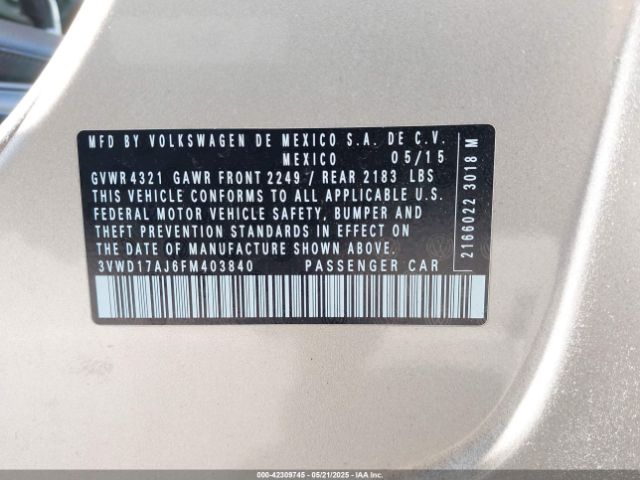 MFD BY VOLKSWAGEN DE MEXICO S.A. DE C.V.
MEXICO 05/15
GVWR 4321 GAWR FRONT 2249 / REAR 2183 LBS
THIS VEHICLE CONFORMS TO ALL APPLICABLE U.S.
FEDERAL MOTOR VEHICLE SAFETY, BUMPER AND
THEFT PREVENTION STANDARDS IN EFFECT ON
THE DATE OF MANUFACTURE SHOWN ABOVE.
3VWD17AJ6FM403840 PASSENGER CAR
2166022 3018 M
000-42309745 - 05/21/2025 - IAAI.COM